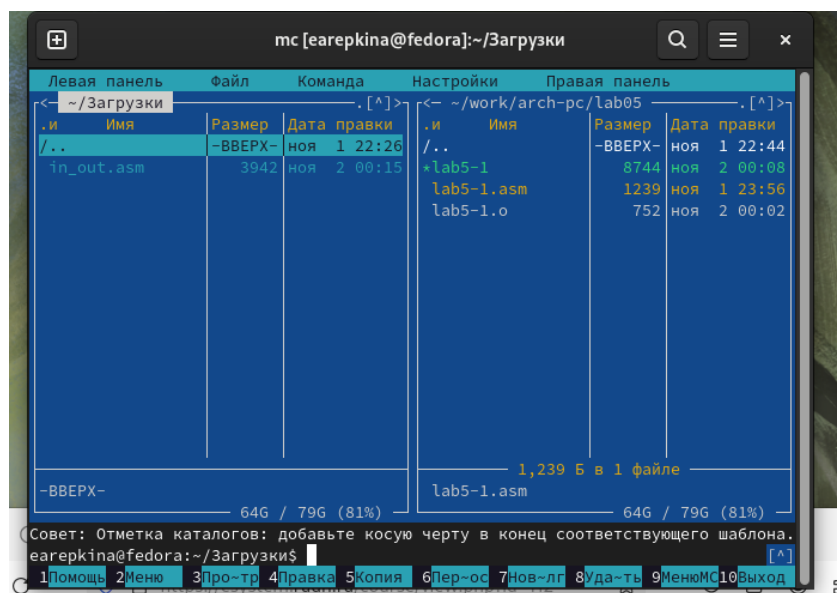 mc [earepkina@fedora]:~/Загрузки
Левая панель Файл Команда Настройки Правая панель
<— ~/Загрузки .[^]> <— ~/work/arch-pc/lab05 .[^]>
.и Имя Размер Дата правки .и Имя Размер Дата правки
/.. -ВВЕРХ- ноя 1 22:26 /.. -ВВЕРХ- ноя 1 22:44
in_out.asm 3942 ноя 2 00:15 *lab5-1 8744 ноя 2 00:08
lab5-1.asm 1239 ноя 1 23:56
lab5-1.o 752 ноя 2 00:02
1,239 Б в 1 файле
-ВВЕРХ- lab5-1.asm
64G / 79G (81%) 64G / 79G (81%)
Совет: Отметка каталогов: добавьте косую черту в конец соответствующего шаблона.
earepkina@fedora:~/Загрузки$ [^]
1Помощь 2Меню 3Про~тр 4Правка 5Копия 6Пер~ос 7Нов~лг 8Уда~ть 9МенюМС 10Выход